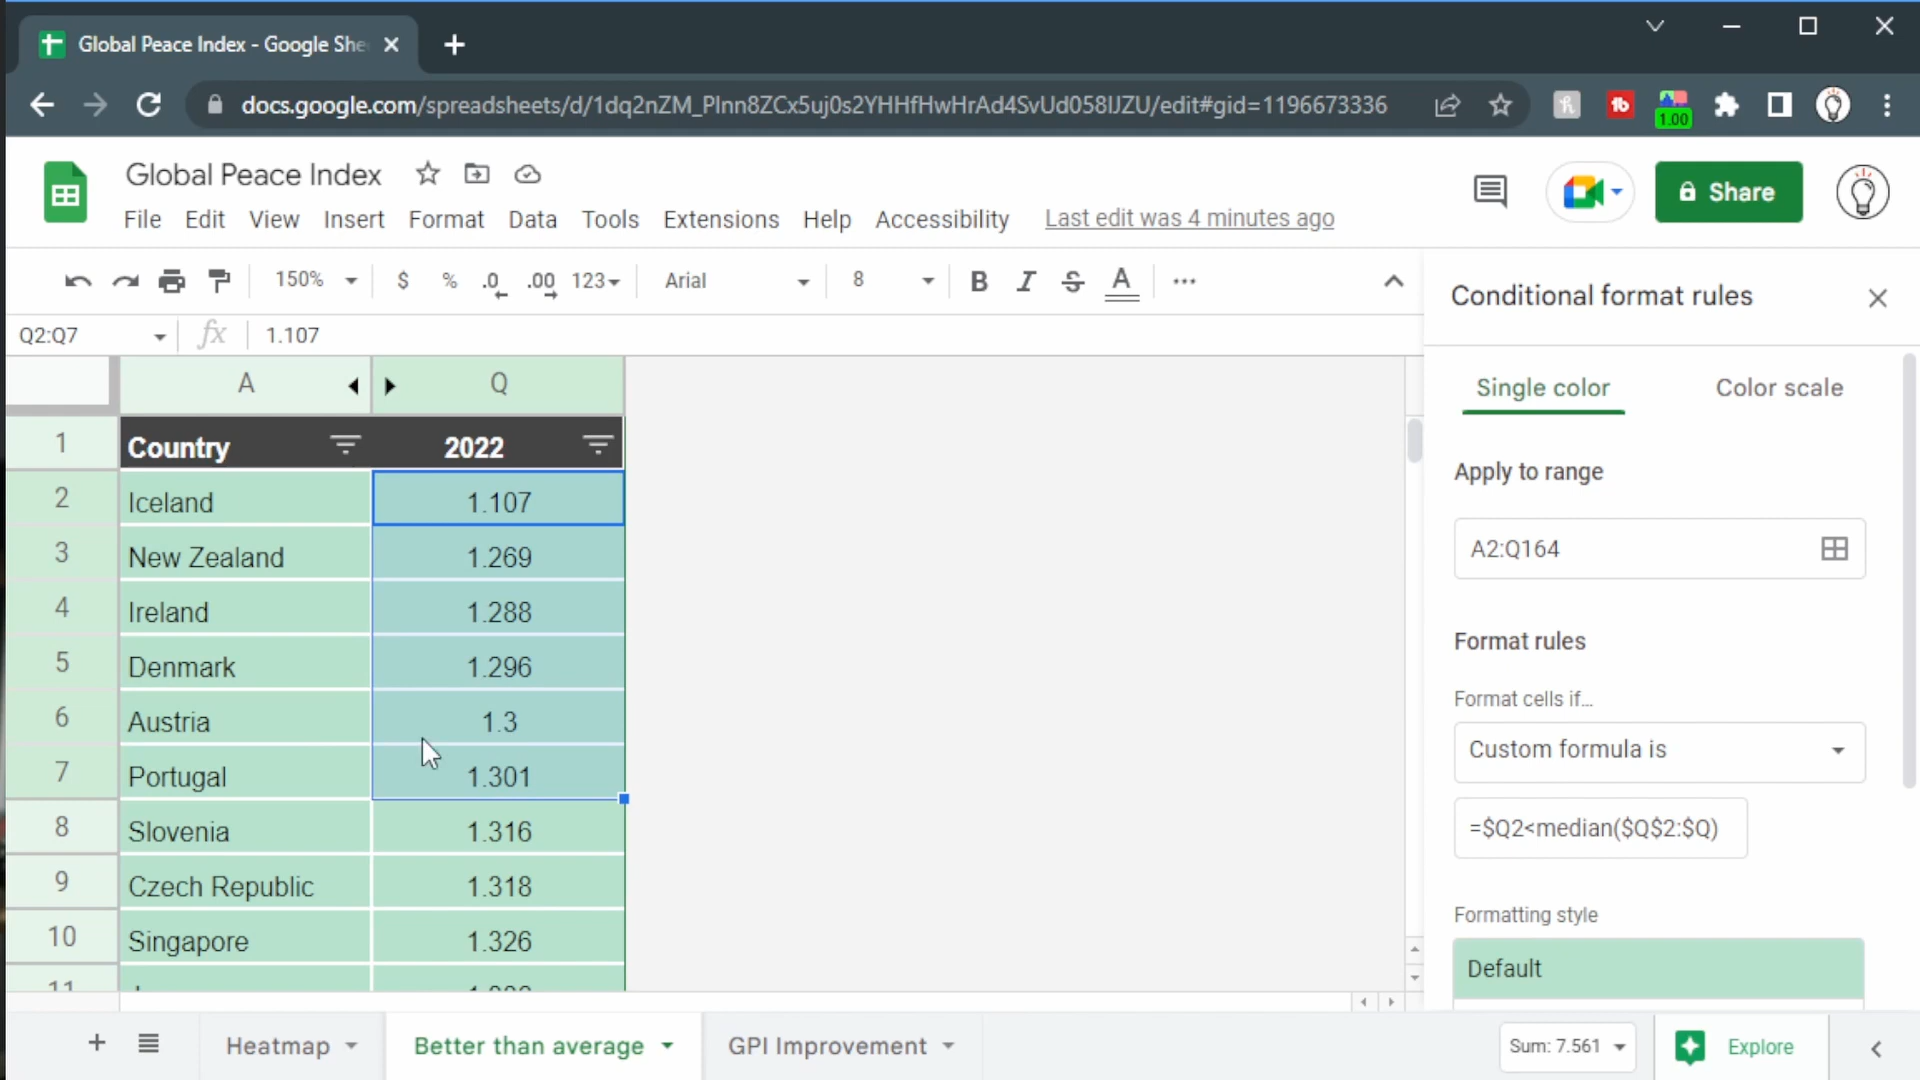 Global Peace Index - Google She
docs.google.com/spreadsheets/d/1dq2nZM_PInn8ZCx5uj0s2YHHfHwHrAd4SvUd058IJZU/edit#gid=1196673336
1.00
Global Peace Index
File Edit View Insert Format Data Tools Extensions Help Accessibility Last edit was 4 minutes ago
Share
150% $ % .0 .00 123 Arial 8 B I S A ...
Conditional format rules
Q2:Q7 fx 1.107
A Q
Single color Color scale
1 Country 2022
Apply to range
2 Iceland 1.107
A2:Q164
3 New Zealand 1.269
4 Ireland 1.288
Format rules
5 Denmark 1.296
Format cells if...
6 Austria 1.3
Custom formula is
7 Portugal 1.301
8 Slovenia 1.316
=$Q2<median($Q$2:$Q)
9 Czech Republic 1.318
Formatting style
10 Singapore 1.326
Default
11
Heatmap Better than average GPI Improvement Sum: 7.561 Explore